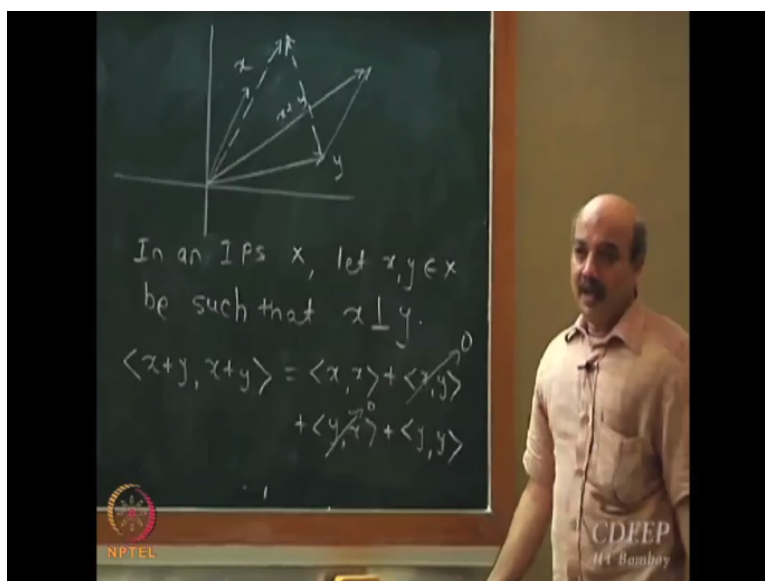 x
y
In an IPS X, let x, y ∈ X
be such that x ⊥ y.
⟨x+y, x+y⟩ = ⟨x, x⟩ + ⟨x, y⟩ 0
+ ⟨y, x⟩ 0 + ⟨y, y⟩
NPTEL
CDEEP
IIT Bombay